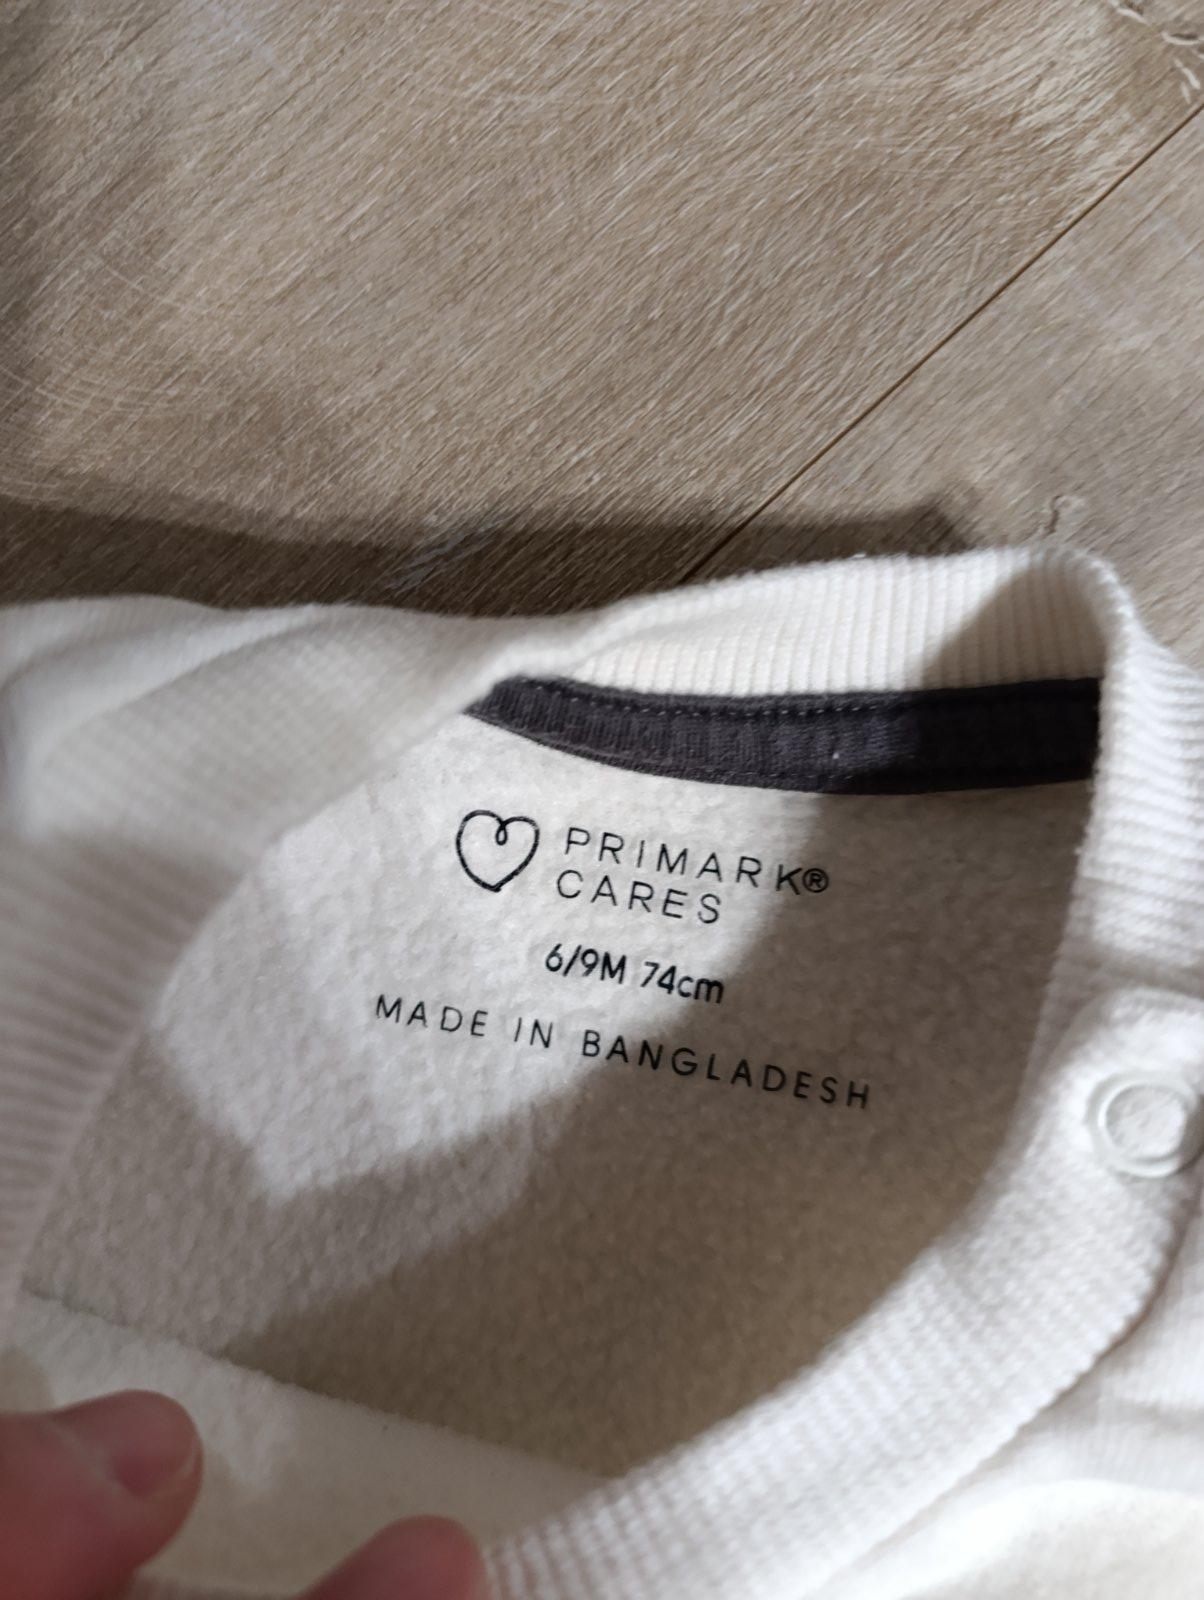 PRIMARK®
CARES
6/9M 74cm
MADE IN BANGLADESH